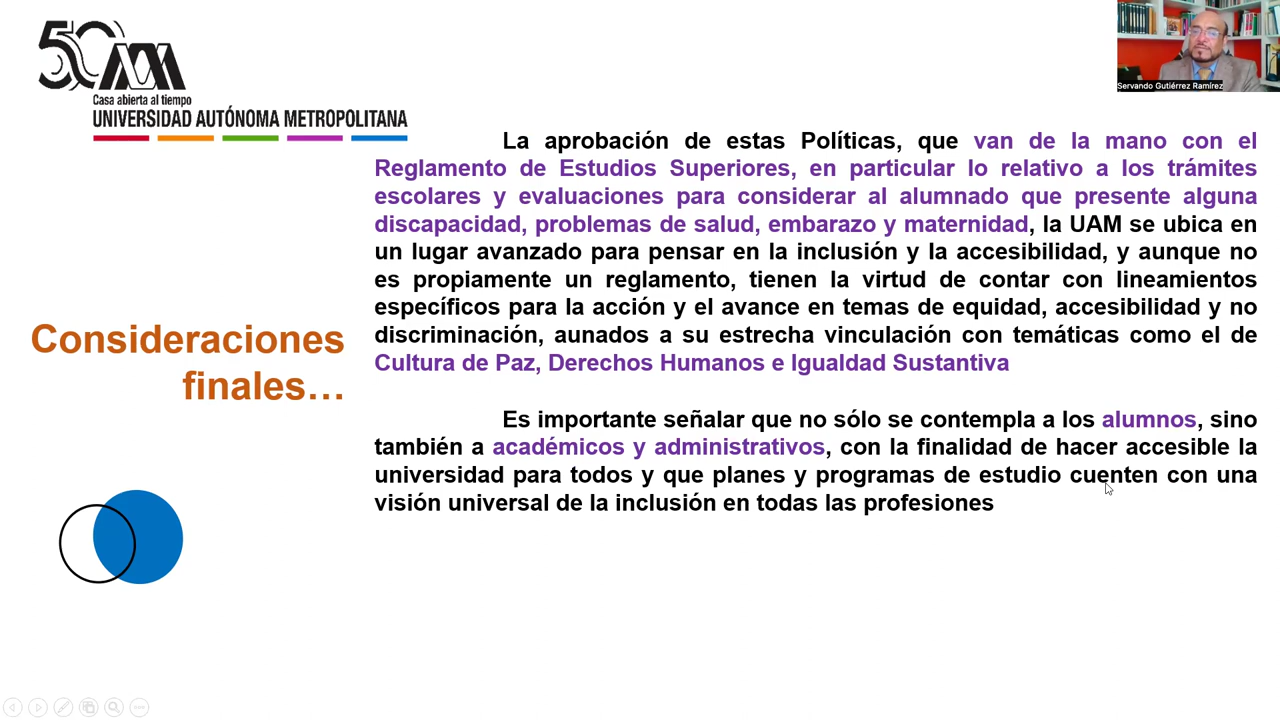 50
Casa abierta al tiempo
UNIVERSIDAD AUTÓNOMA METROPOLITANA
Servando Gutiérrez Ramírez
Consideraciones
finales…
La aprobación de estas Políticas, que van de la mano con el
Reglamento de Estudios Superiores, en particular lo relativo a los trámites
escolares y evaluaciones para considerar al alumnado que presente alguna
discapacidad, problemas de salud, embarazo y maternidad, la UAM se ubica en
un lugar avanzado para pensar en la inclusión y la accesibilidad, y aunque no
es propiamente un reglamento, tienen la virtud de contar con lineamientos
específicos para la acción y el avance en temas de equidad, accesibilidad y no
discriminación, aunados a su estrecha vinculación con temáticas como el de
Cultura de Paz, Derechos Humanos e Igualdad Sustantiva
Es importante señalar que no sólo se contempla a los alumnos, sino
también a académicos y administrativos, con la finalidad de hacer accesible la
universidad para todos y que planes y programas de estudio cuenten con una
visión universal de la inclusión en todas las profesiones